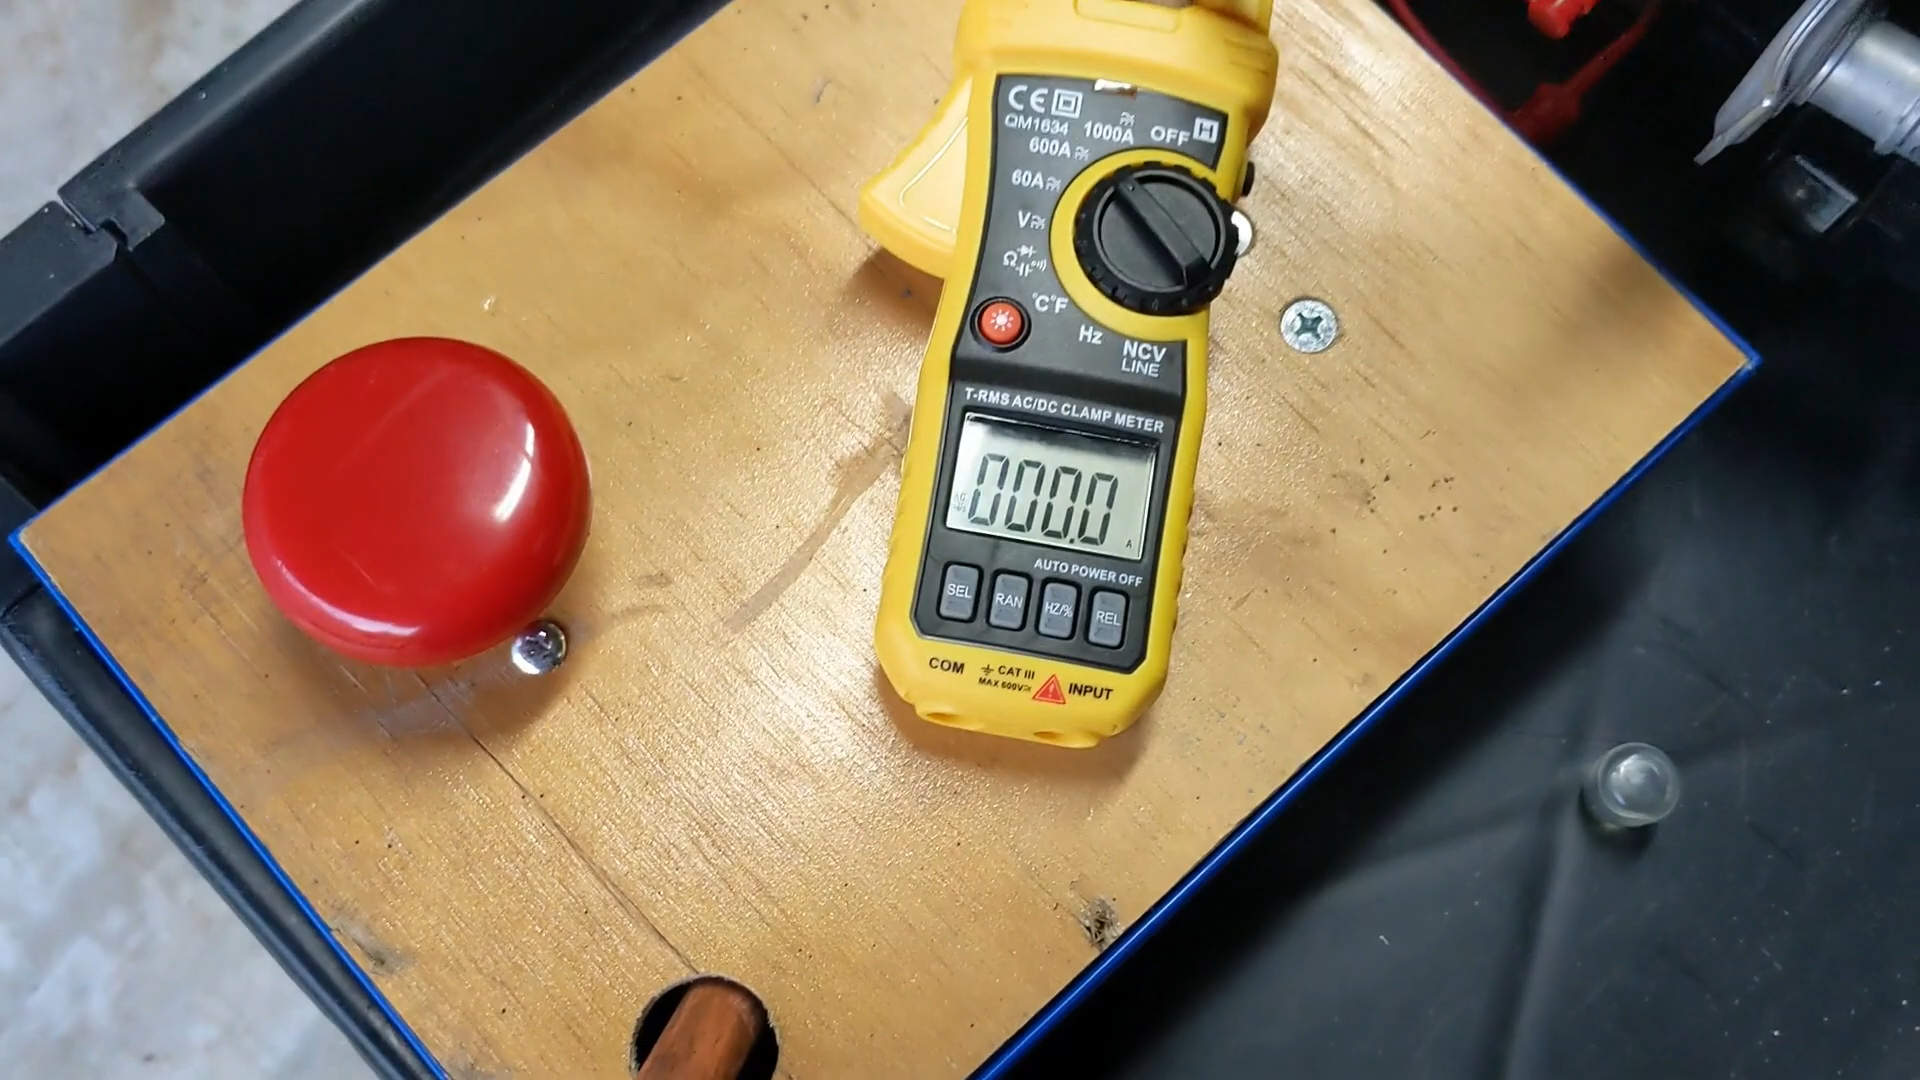 CE
QM1634 1000A OFF H
600A
60A
V
Ω
°C°F
Hz
NCV
LINE
T-RMS AC/DC CLAMP METER
000.0
A
AUTO POWER OFF
SEL RAN HZ/% REL
COM CAT III INPUT
MAX 600V